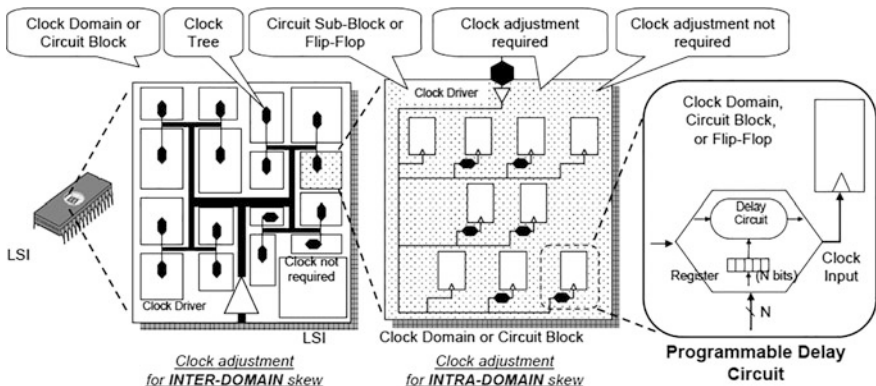 Clock Domain or
Circuit Block
Clock
Tree
Circuit Sub-Block or
Flip-Flop
Clock adjustment
required
Clock adjustment not
required
LSI
Clock Driver
Clock not
required
LSI
Clock adjustment
for INTER-DOMAIN skew
Clock Driver
Clock Domain or Circuit Block
Clock adjustment
for INTRA-DOMAIN skew
Clock Domain,
Circuit Block,
or Flip-Flop
Delay
Circuit
Register
(N bits)
Clock
Input
N
Programmable Delay
Circuit